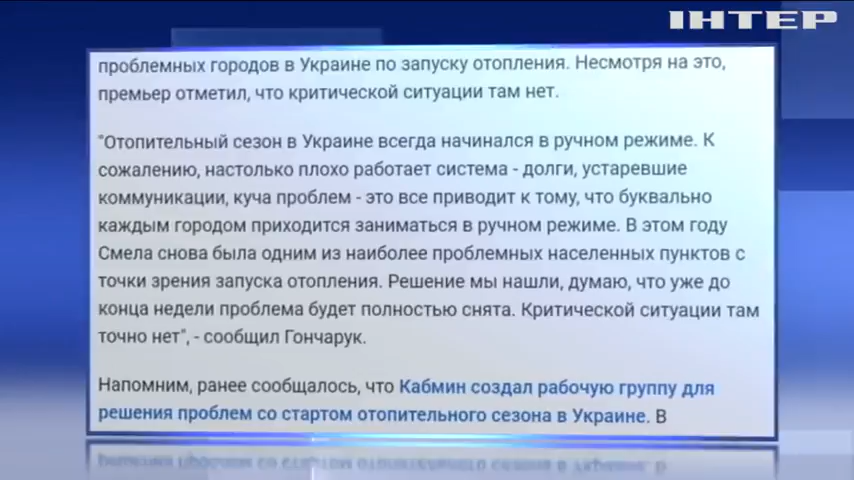 ІНТЕР
проблемных городов в Украине по запуску отопления. Несмотря на это,
премьер отметил, что критической ситуации там нет.
"Отопительный сезон в Украине всегда начинался в ручном режиме. К
сожалению, настолько плохо работает система - долги, устаревшие
коммуникации, куча проблем - это все приводит к тому, что буквально
каждым городом приходится заниматься в ручном режиме. В этом году
Смела снова была одним из наиболее проблемных населенных пунктов с
точки зрения запуска отопления. Решение мы нашли, думаю, что уже до
конца недели проблема будет полностью снята. Критической ситуации там
точно нет", - сообщил Гончарук.
Напомним, ранее сообщалось, что Кабмин создал рабочую группу для
решения проблем со стартом отопительного сезона в Украине. В